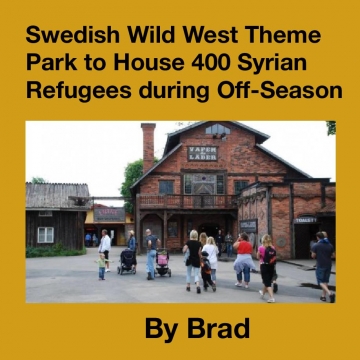 Swedish Wild West Theme
Park to House 400 Syrian
Refugees during Off-Season
VAPEN
LADER
By Brad